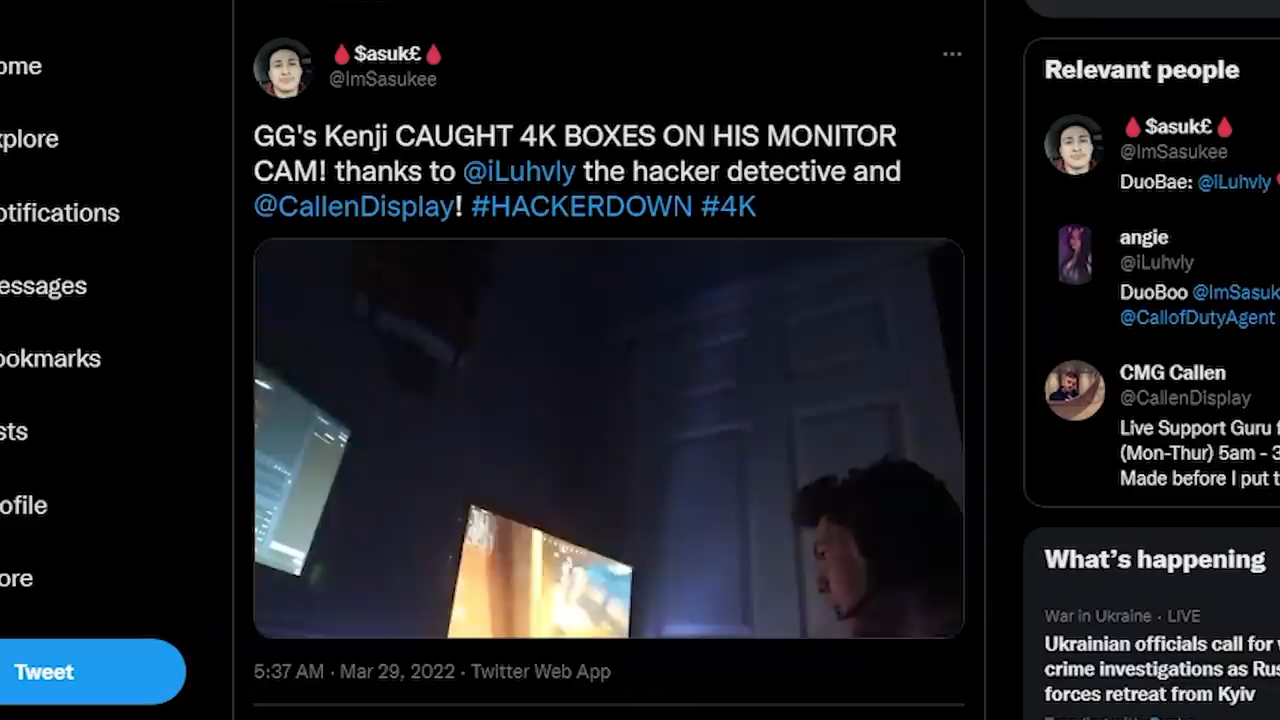 ome
xplore
otifications
essages
ookmarks
sts
ofile
ore
Tweet
$asuk£
@ImSasukee
GG's Kenji CAUGHT 4K BOXES ON HIS MONITOR
CAM! thanks to @iLuhvly the hacker detective and
@CallenDisplay! #HACKERDOWN #4K
5:37 AM · Mar 29, 2022 · Twitter Web App
Relevant people
$asuk£
@ImSasukee
DuoBae: @iLuhvly
angie
@iLuhvly
DuoBoo @ImSasuk
@CallofDutyAgent
CMG Callen
@CallenDisplay
Live Support Guru f
(Mon-Thur) 5am - 3
Made before I put t
What's happening
War in Ukraine · LIVE
Ukrainian officials call for
crime investigations as Rus
forces retreat from Kyiv